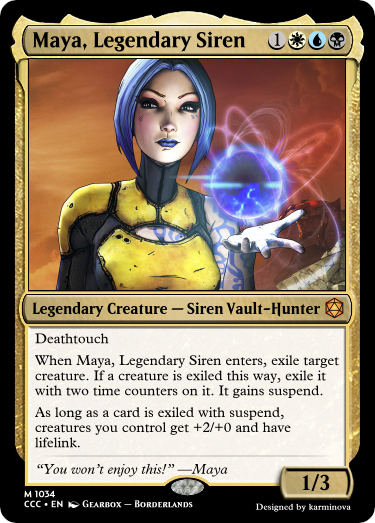 Maya, Legendary Siren 1
Legendary Creature — Siren Vault-Hunter
Deathtouch
When Maya, Legendary Siren enters, exile target
creature. If a creature is exiled this way, exile it
with two time counters on it. It gains suspend.
As long as a card is exiled with suspend,
creatures you control get +2/+0 and have
lifelink.
“You won’t enjoy this!” —Maya
1/3
M 1034
CCC • EN Gearbox — Borderlands
Designed by karminova